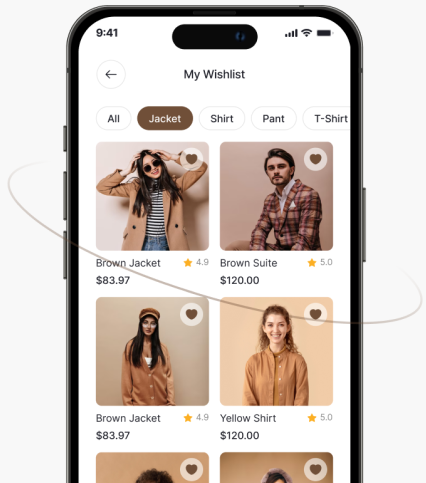 9:41
My Wishlist
All Jacket Shirt Pant T-Shirt
Brown Jacket 4.9 Brown Suite 5.0
$83.97 $120.00
Brown Jacket 4.9 Yellow Shirt 5.0
$83.97 $120.00